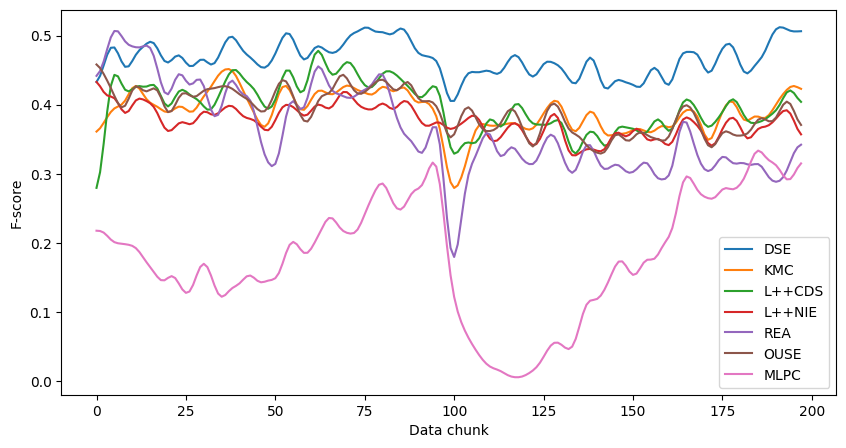 F-score
0.5
0.4
0.3
0.2
0.1
0.0
0
25
50
75
100
125
150
175
200
Data chunk
DSE
KMC
L++CDS
L++NIE
REA
OUSE
MLPC